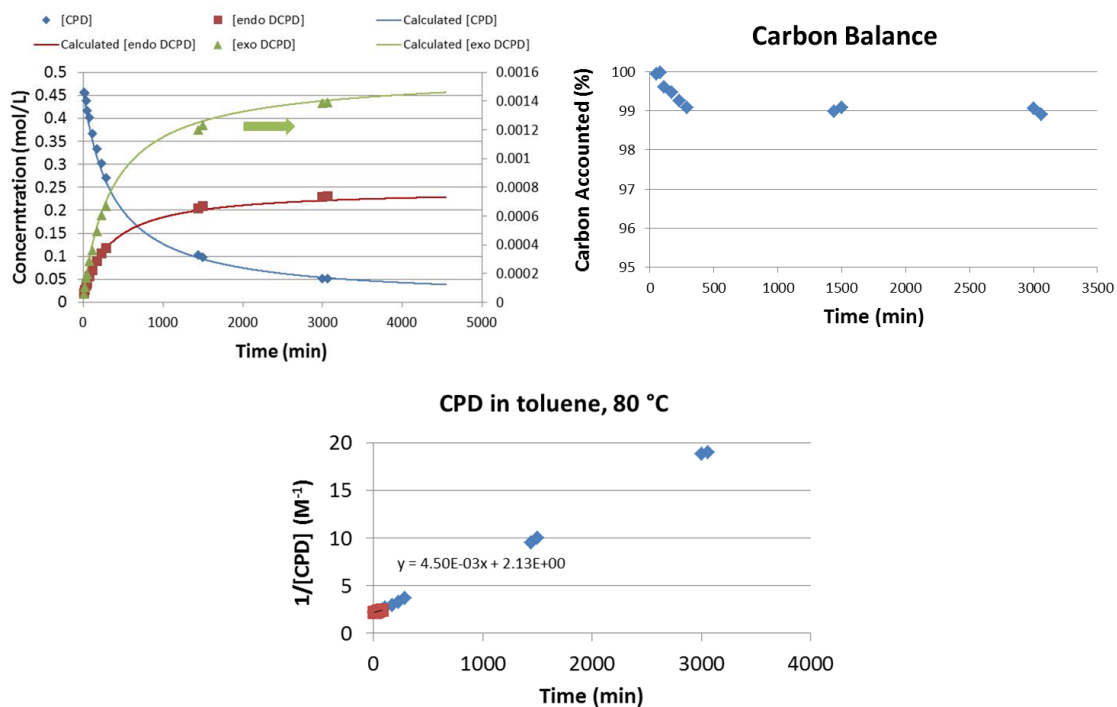 [CPD] [endo DCPD] Calculated [CPD]
Calculated [endo DCPD] [exo DCPD] Calculated [exo DCPD]
Concerntration (mol/L)
0.5
0.45
0.4
0.35
0.3
0.25
0.2
0.15
0.1
0.05
0
0.0016
0.0014
0.0012
0.001
0.0008
0.0006
0.0004
0.0002
0
0 1000 2000 3000 4000 5000
Time (min)
Carbon Balance
Carbon Accounted (%)
100
99
98
97
96
95
0 500 1000 1500 2000 2500 3000 3500
Time (min)
CPD in toluene, 80 °C
1/[CPD] (M⁻¹)
20
15
10
5
0
y = 4.50E-03x + 2.13E+00
0 1000 2000 3000 4000
Time (min)